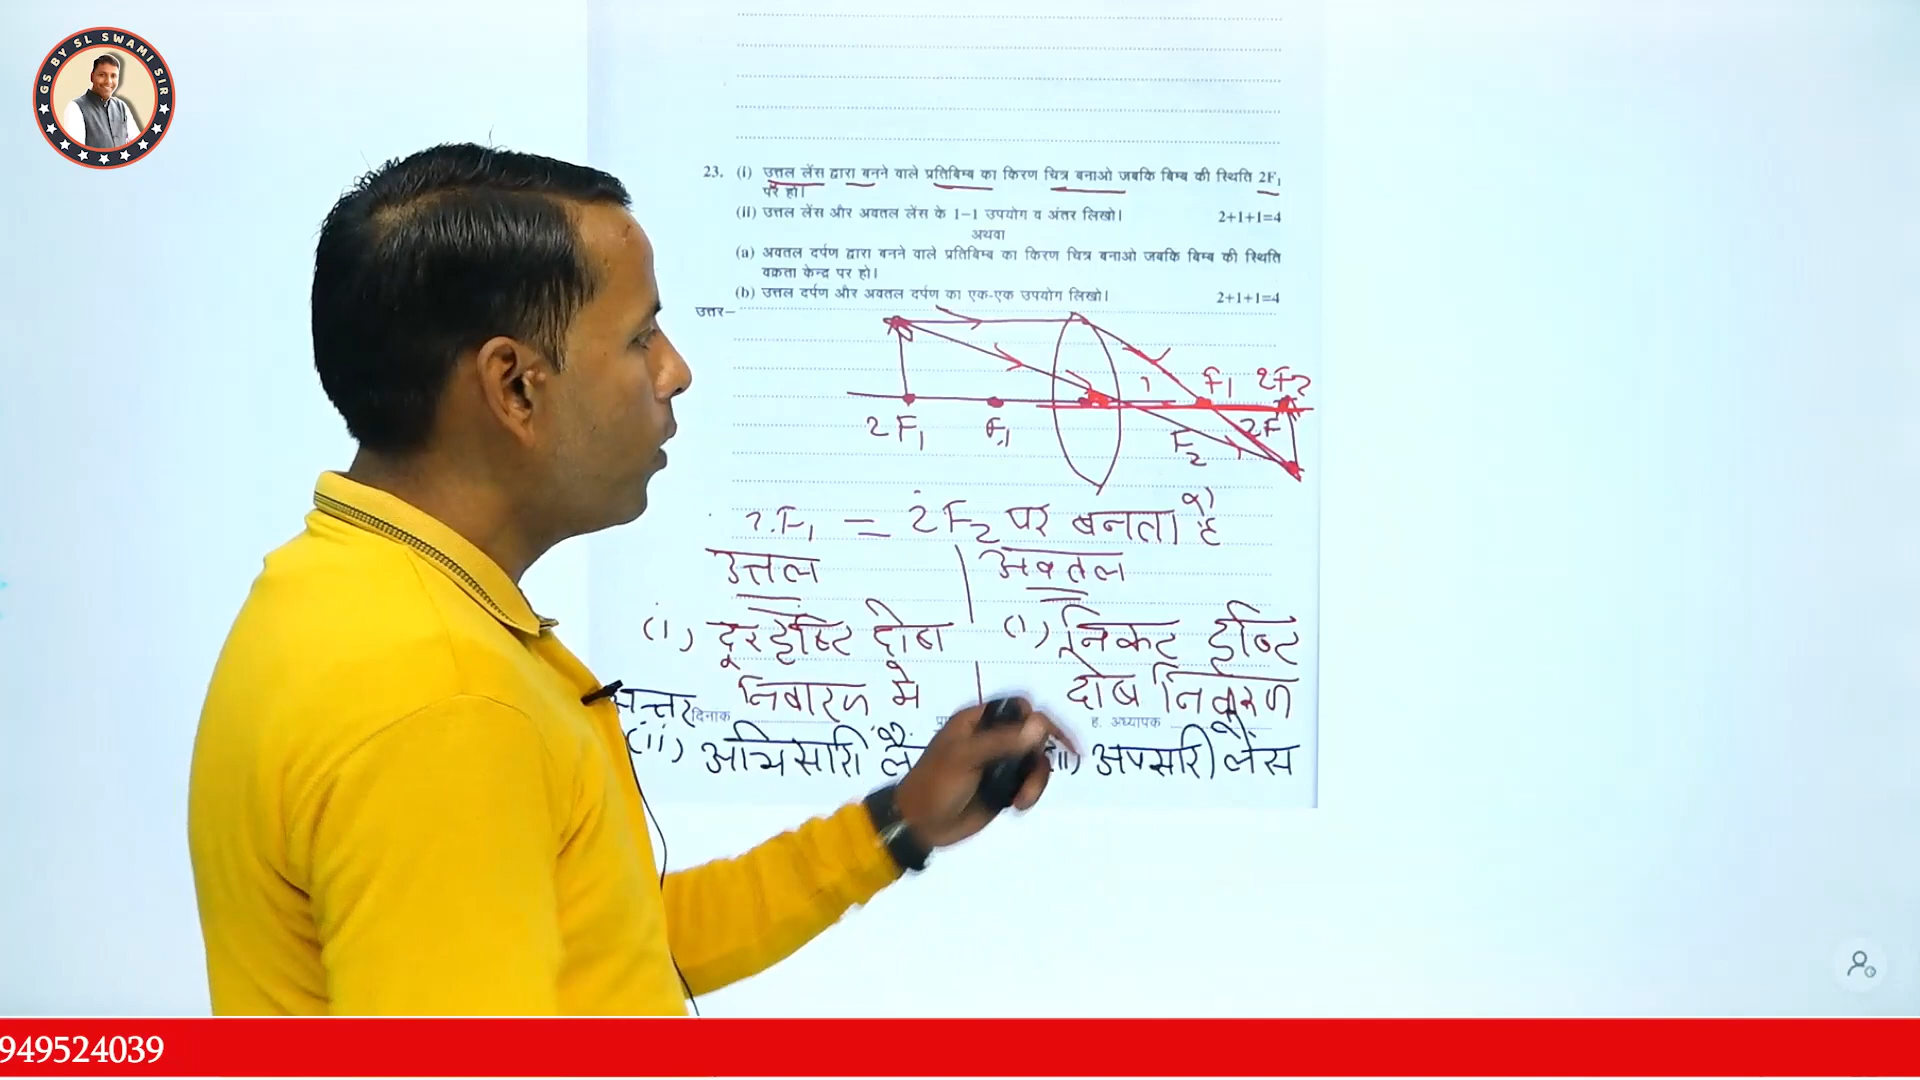 GS BY SL SWAMI SIR
23. (i) उत्तल लेंस द्वारा बनने वाले प्रतिबिम्ब का किरण चित्र बनाओ जबकि बिम्ब की स्थिति 2F₁
पर हो।
(ii) उत्तल लेंस और अवतल लेंस के 1–1 उपयोग व अंतर लिखो। 2+1+1=4
अथवा
(a) अवतल दर्पण द्वारा बनने वाले प्रतिबिम्ब का किरण चित्र बनाओ जबकि बिम्ब की स्थिति
वक्रता केन्द्र पर हो।
(b) उत्तल दर्पण और अवतल दर्पण का एक-एक उपयोग लिखो। 2+1+1=4
उत्तर–
F₁ 2F₂
2F₁ F₁ F₂ 2F
2F₁ = 2F₂ पर बनता है
उत्तल अवतल
(i) दूरदृष्टि दोष (i) निकट दृष्टि
निवारण में दोष निवारण
अन्तर दिनांक ह. अध्यापक
(ii) अभिसारी (ii) अपसारी लेंस
949524039